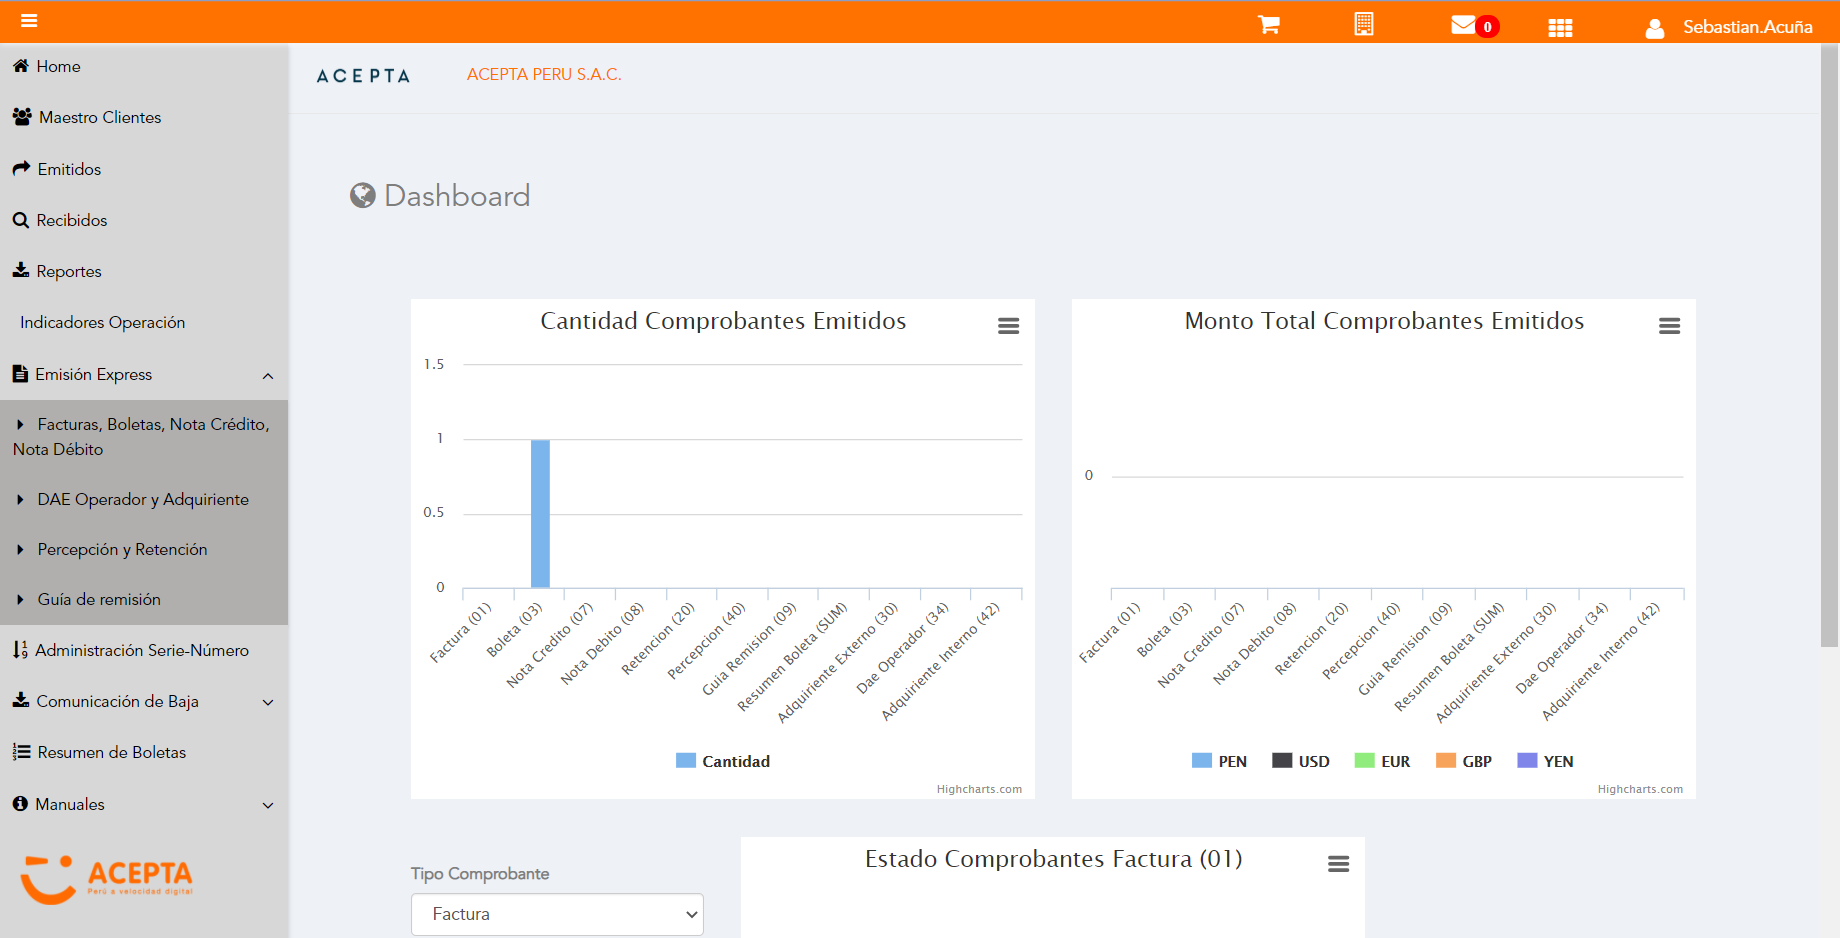 0
Sebastian.Acuña
Home
Maestro Clientes
Emitidos
Recibidos
Reportes
Indicadores Operación
Emisión Express
Facturas, Boletas, Nota Crédito,
Nota Débito
DAE Operador y Adquiriente
Percepción y Retención
Guía de remisión
Administración Serie-Número
Comunicación de Baja
Resumen de Boletas
Manuales
ACEPTA
Perú a velocidad digital
ACEPTA
ACEPTA PERU S.A.C.
Dashboard
Cantidad Comprobantes Emitidos
1.5
1
0.5
0
Factura (01)
Boleta (03)
Nota Credito (07)
Nota Debito (08)
Retencion (20)
Percepcion (40)
Guia Remision (09)
Resumen Boleta (SUM)
Adquiriente Externo (30)
Dae Operador (34)
Adquiriente Interno (42)
Cantidad
Highcharts.com
Monto Total Comprobantes Emitidos
0
Factura (01)
Boleta (03)
Nota Credito (07)
Nota Debito (08)
Retencion (20)
Percepcion (40)
Guia Remision (09)
Resumen Boleta (SUM)
Adquiriente Externo (30)
Dae Operador (34)
Adquiriente Interno (42)
PEN USD EUR GBP YEN
Highcharts.com
Tipo Comprobante
Factura
Estado Comprobantes Factura (01)